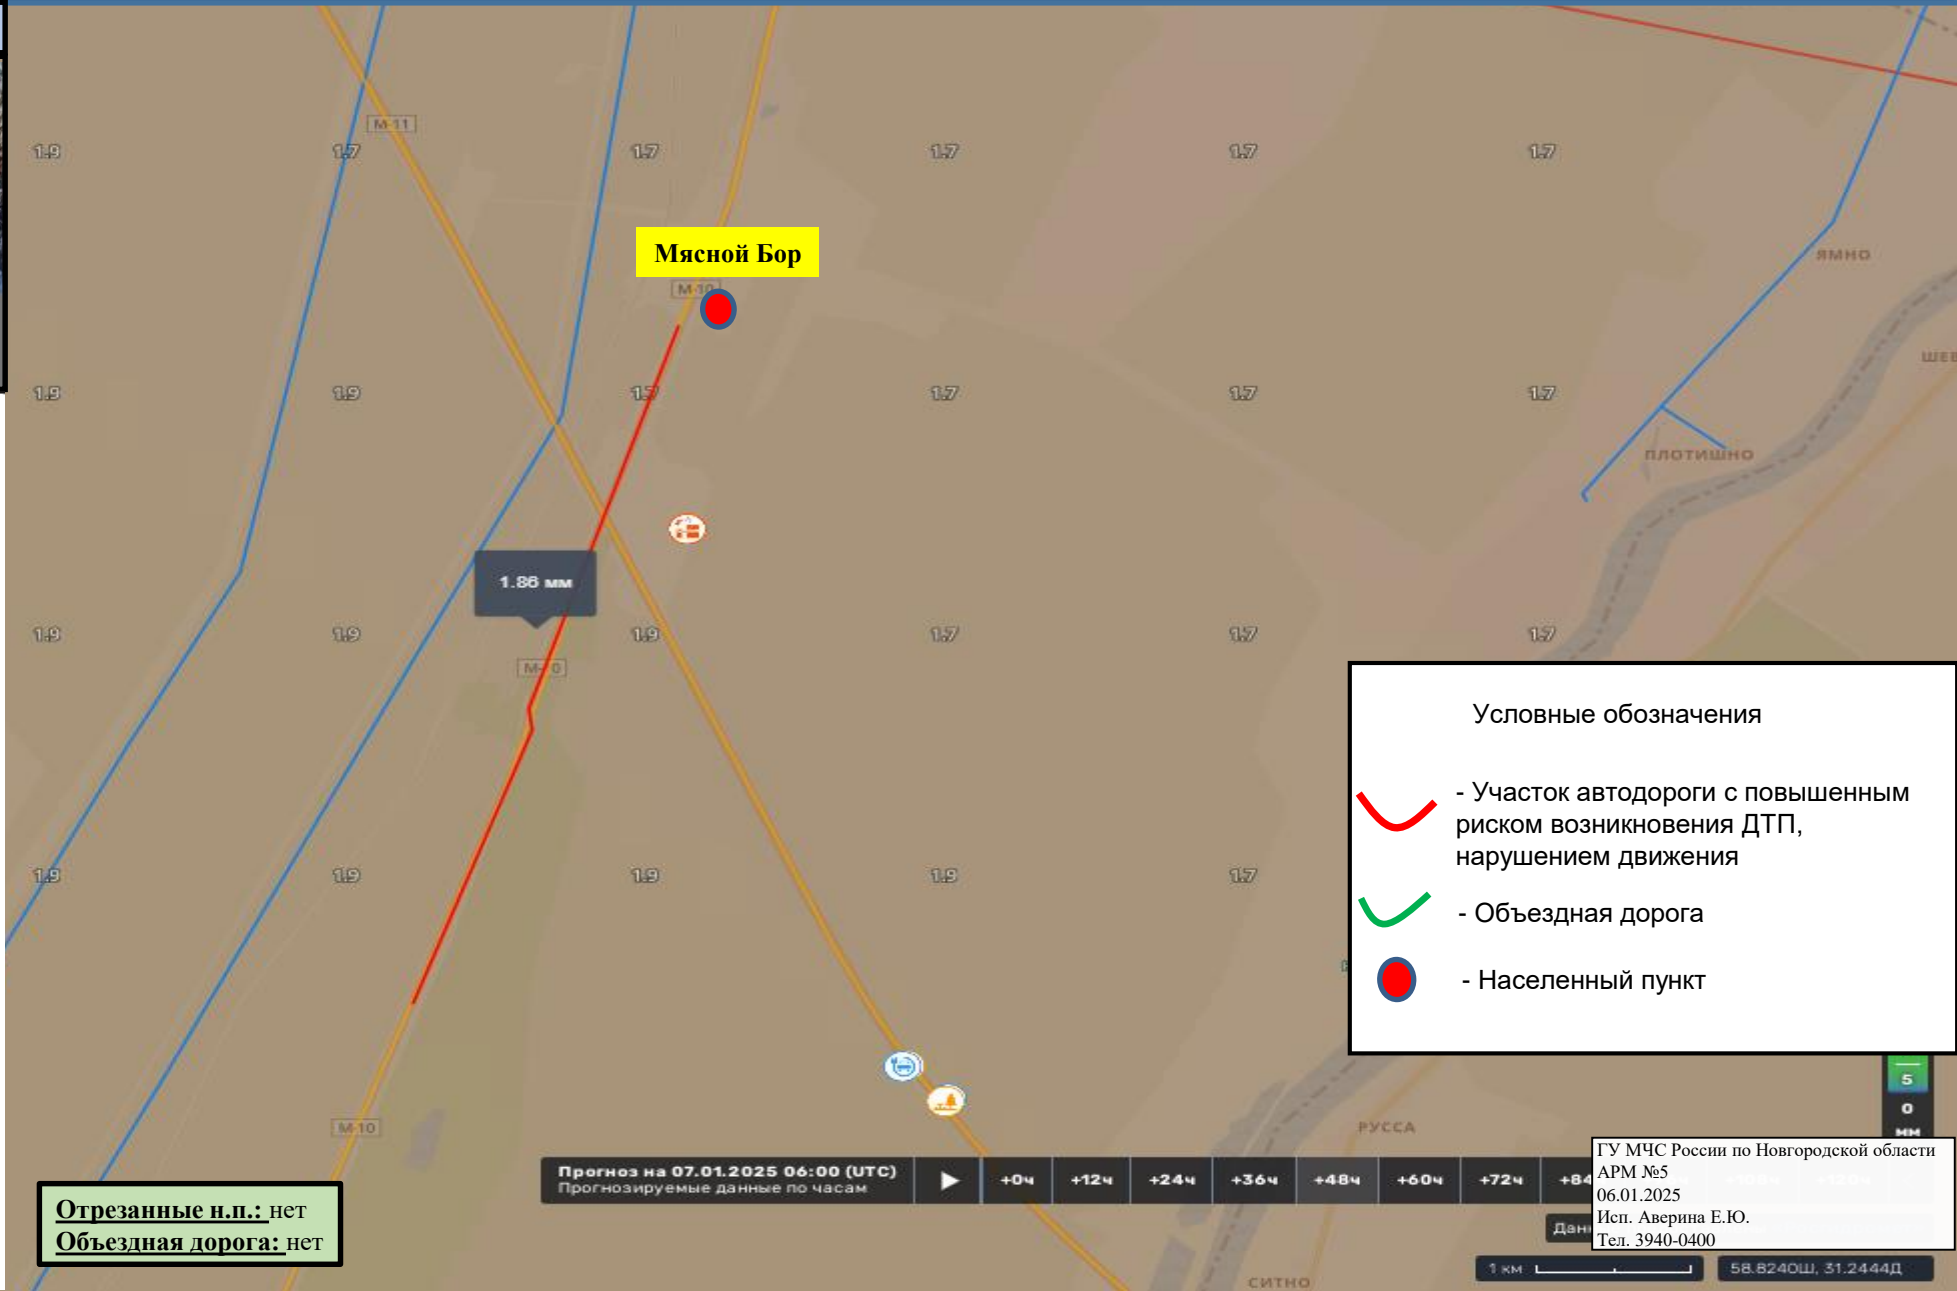 М-11
1.9
1.7
1.7
1.7
1.7
1.7
Мясной Бор
М-10
ЯМНО
1.9
1.9
1.7
1.7
1.7
1.7
ПЛОТИШНО
1.86 мм
1.9
1.9
1.9
1.7
1.7
1.7
Условные обозначения
- Участок автодороги с повышенным
риском возникновения ДТП,
нарушением движения
- Объездная дорога
- Населенный пункт
1.9
1.9
1.9
1.9
1.7
5
0
мм
М-10
РУССА
Прогноз на 07.01.2025 06:00 (UTC)
Прогнозируемые данные по часам
+0ч +12ч +24ч +36ч +48ч +60ч +72ч
ГУ МЧС России по Новгородской области
АРМ №5
06.01.2025
Исп. Аверина Е.Ю.
Тел. 3940-0400
Отрезанные н.п.: нет
Объездная дорога: нет
1 км
58.8240Ш, 31.2444Д
СИТНО